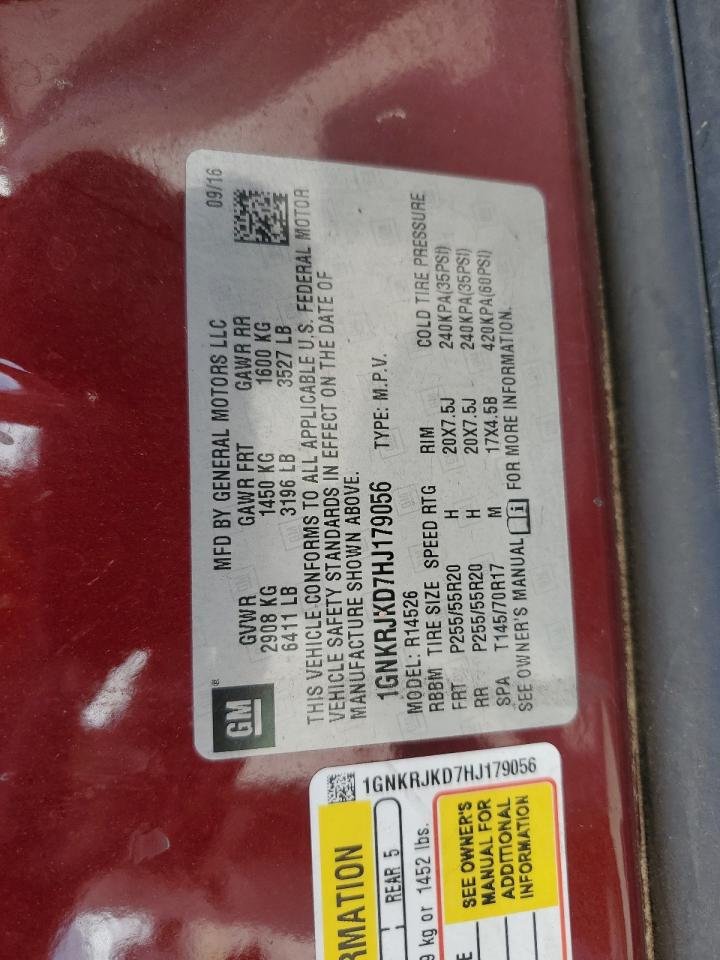 GM
MFD BY GENERAL MOTORS LLC 09/16
GVWR GAWR FRT GAWR RR
2908 KG 1450 KG 1600 KG
6411 LB 3196 LB 3527 LB
THIS VEHICLE CONFORMS TO ALL APPLICABLE U.S. FEDERAL MOTOR
VEHICLE SAFETY STANDARDS IN EFFECT ON THE DATE OF
MANUFACTURE SHOWN ABOVE.
1GNKRJKD7HJ179056 TYPE: M.P.V.
MODEL: R14526
RBBM TIRE SIZE SPEED RTG RIM COLD TIRE PRESSURE
FRT P255/55R20 H 20X7.5J 240KPA(35PSI)
RR P255/55R20 H 20X7.5J 240KPA(35PSI)
SPA T145/70R17 M 17X4.5B 420KPA(60PSI)
SEE OWNER'S MANUAL FOR MORE INFORMATION.
1GNKRJKD7HJ179056
RMATION
REAR 5
9 kg or 1452 lbs.
SEE OWNER'S
MANUAL FOR
ADDITIONAL
INFORMATION
E